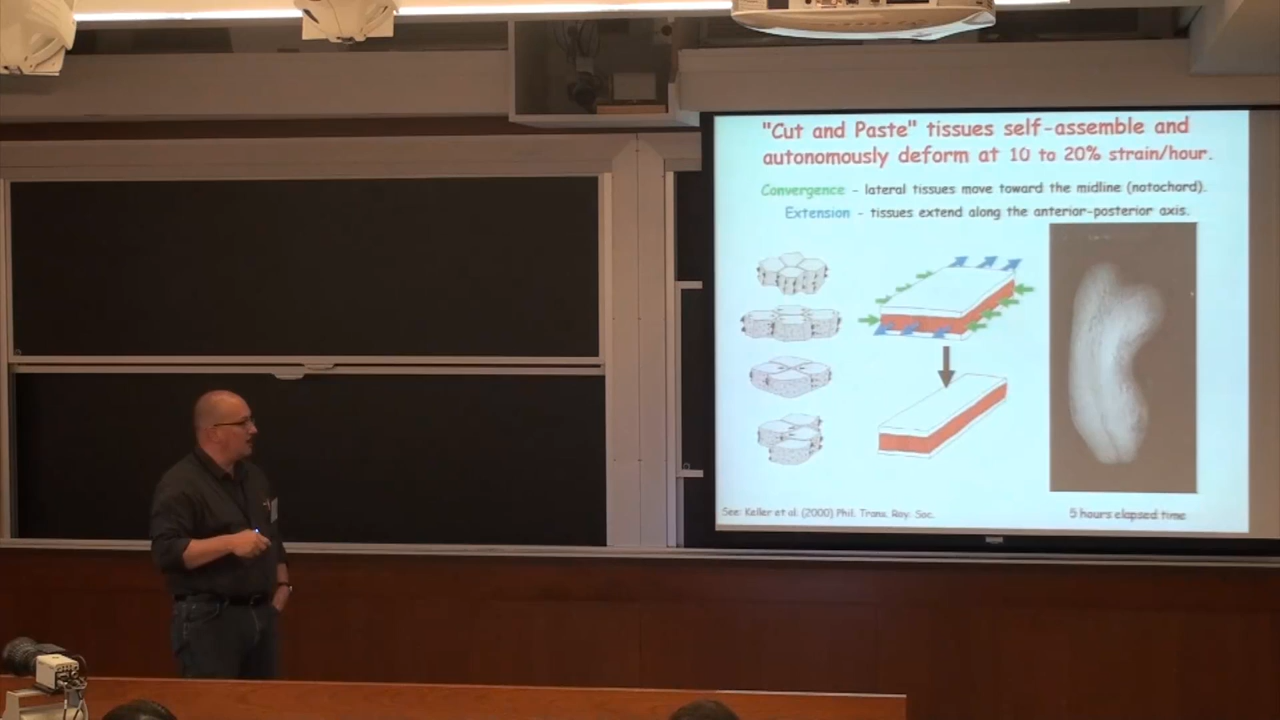 "Cut and Paste" tissues self-assemble and
autonomously deform at 10 to 20% strain/hour.
Convergence - lateral tissues move toward the midline (notochord).
Extension - tissues extend along the anterior-posterior axis.
See: Keller et al. (2000) Phil. Trans. Roy. Soc.
5 hours elapsed time